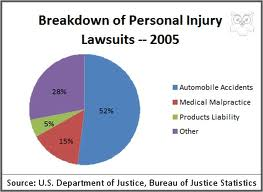 Breakdown of Personal Injury
Lawsuits -- 2005
28%
52%
5%
15%
Automobile Accidents
Medical Malpractice
Products Liability
Other
Source: U.S. Department of Justice, Bureau of Justice Statistics